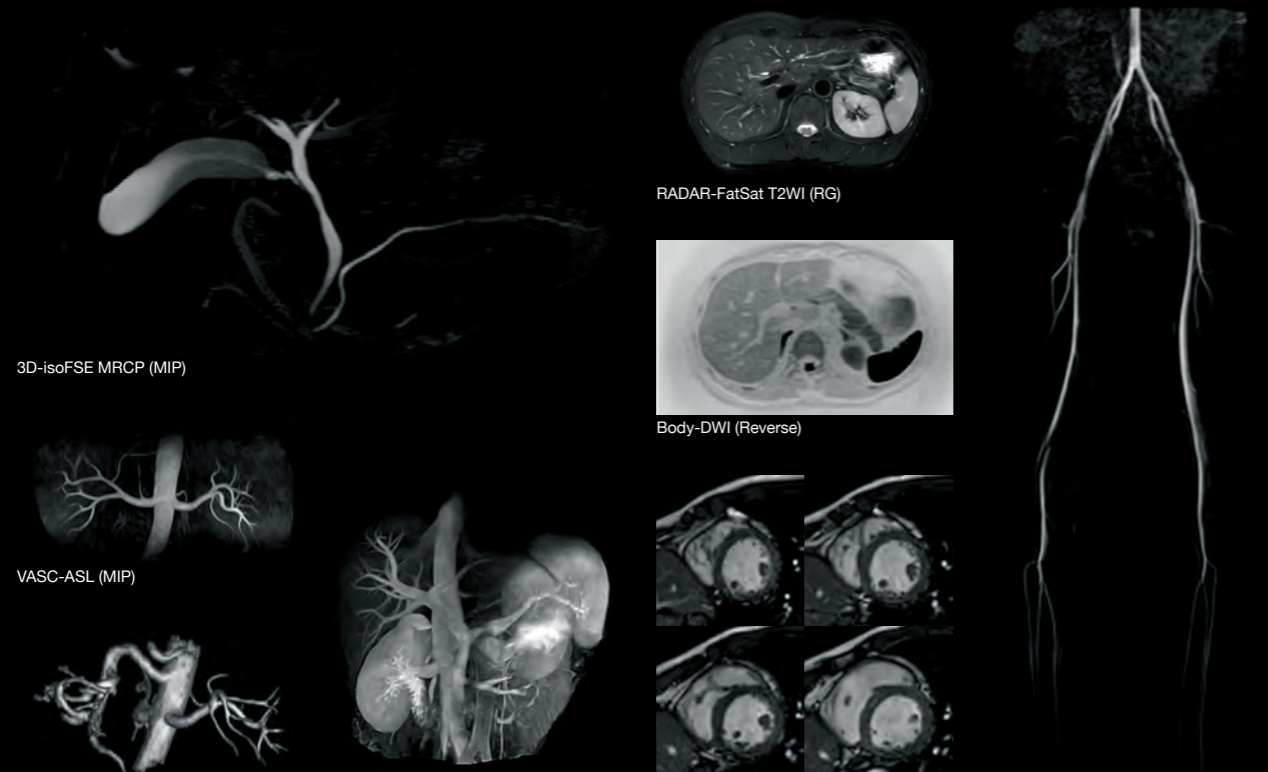 RADAR-FatSat T2WI (RG)
3D-isoFSE MRCP (MIP)
Body-DWI (Reverse)
VASC-ASL (MIP)